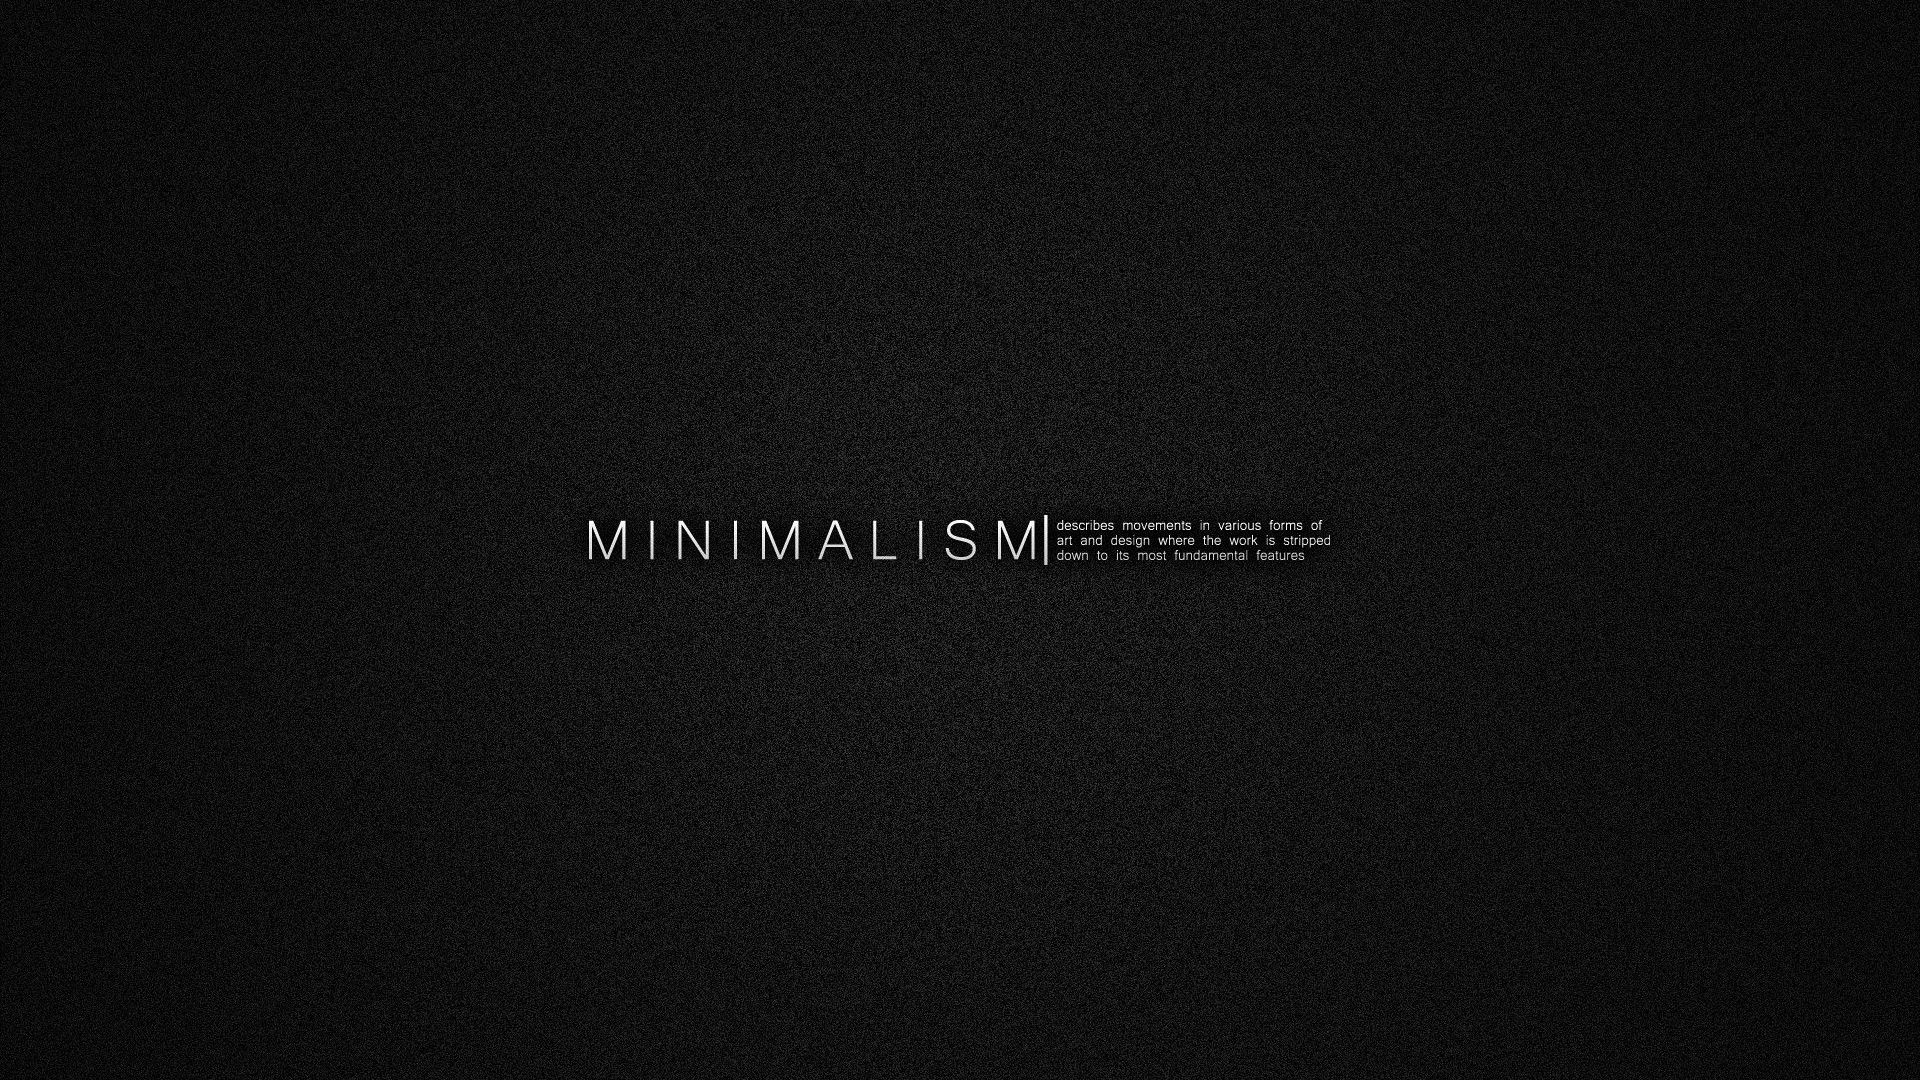 MINIMALISM
describes movements in various forms of
art and design where the work is stripped
down to its most fundamental features